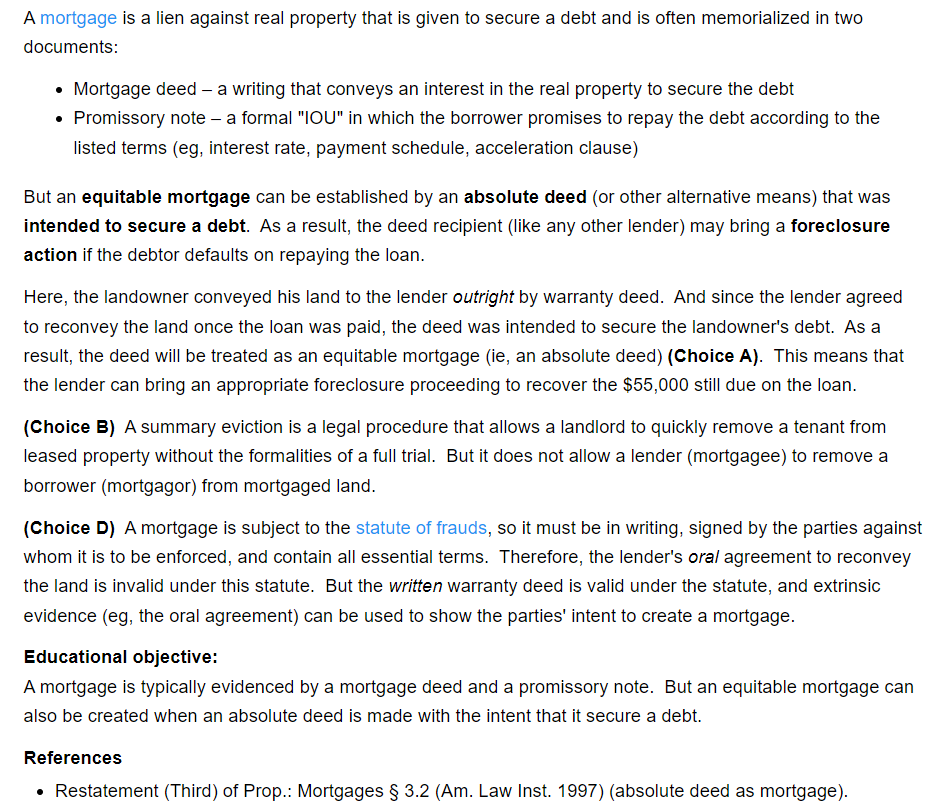 A mortgage is a lien against real property that is given to secure a debt and is often memorialized in two
documents:
• Mortgage deed – a writing that conveys an interest in the real property to secure the debt
• Promissory note – a formal "IOU" in which the borrower promises to repay the debt according to the
listed terms (eg, interest rate, payment schedule, acceleration clause)
But an equitable mortgage can be established by an absolute deed (or other alternative means) that was
intended to secure a debt. As a result, the deed recipient (like any other lender) may bring a foreclosure
action if the debtor defaults on repaying the loan.
Here, the landowner conveyed his land to the lender outright by warranty deed. And since the lender agreed
to reconvey the land once the loan was paid, the deed was intended to secure the landowner's debt. As a
result, the deed will be treated as an equitable mortgage (ie, an absolute deed) (Choice A). This means that
the lender can bring an appropriate foreclosure proceeding to recover the $55,000 still due on the loan.
(Choice B) A summary eviction is a legal procedure that allows a landlord to quickly remove a tenant from
leased property without the formalities of a full trial. But it does not allow a lender (mortgagee) to remove a
borrower (mortgagor) from mortgaged land.
(Choice D) A mortgage is subject to the statute of frauds, so it must be in writing, signed by the parties against
whom it is to be enforced, and contain all essential terms. Therefore, the lender's oral agreement to reconvey
the land is invalid under this statute. But the written warranty deed is valid under the statute, and extrinsic
evidence (eg, the oral agreement) can be used to show the parties' intent to create a mortgage.
Educational objective:
A mortgage is typically evidenced by a mortgage deed and a promissory note. But an equitable mortgage can
also be created when an absolute deed is made with the intent that it secure a debt.
References
• Restatement (Third) of Prop.: Mortgages § 3.2 (Am. Law Inst. 1997) (absolute deed as mortgage).